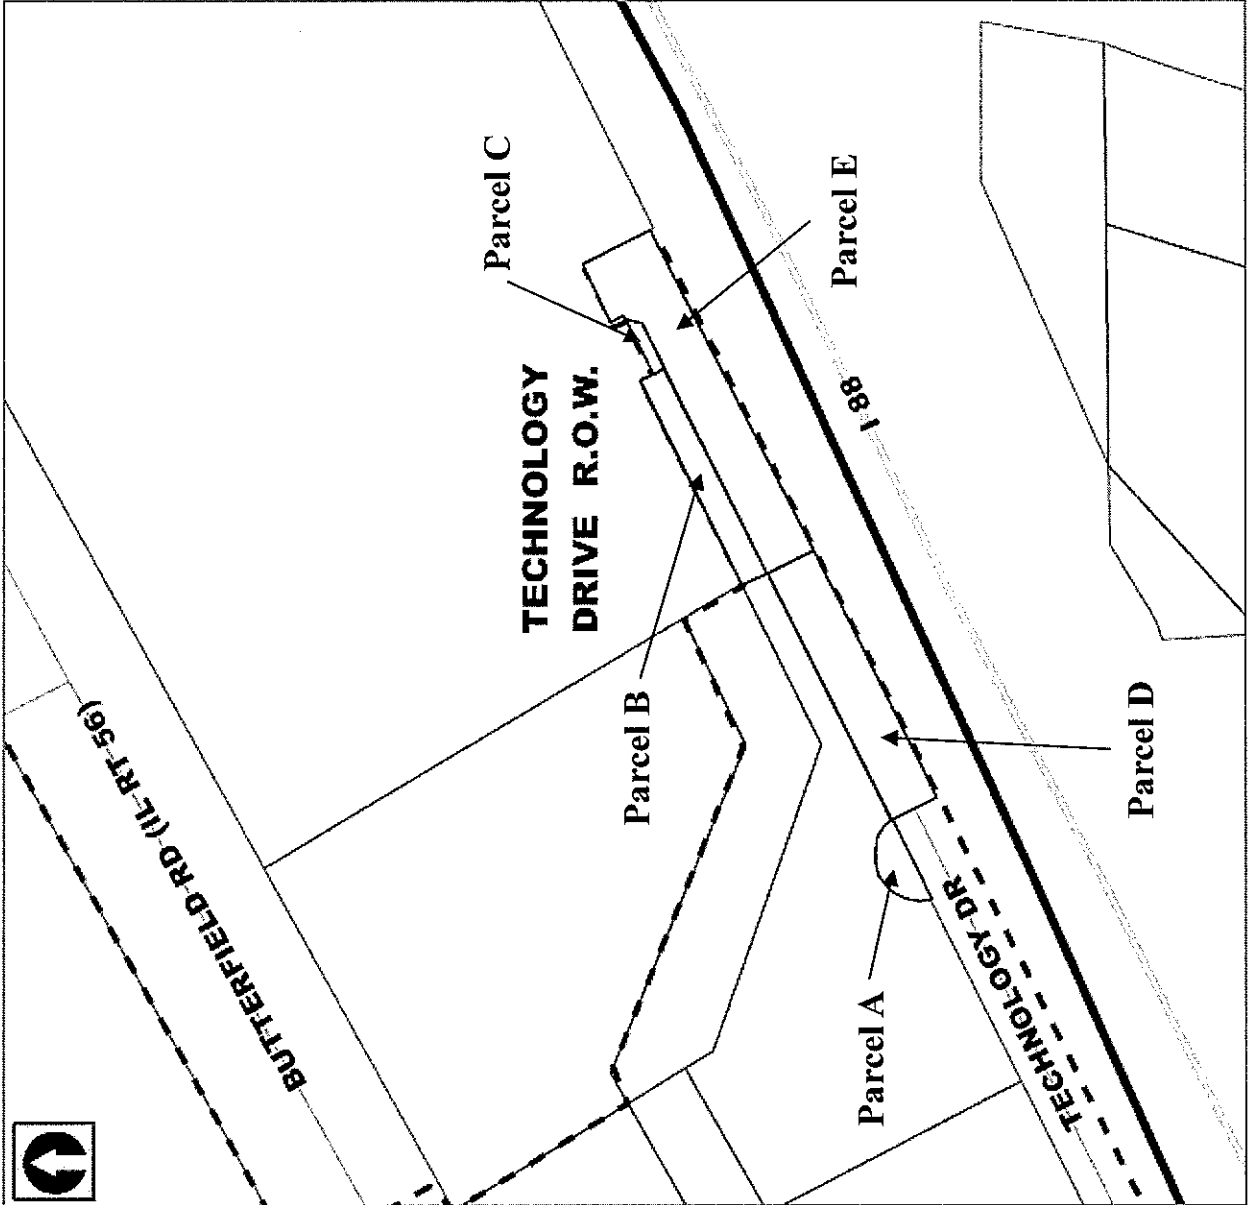 Parcel C
Parcel E
TECHNOLOGY
DRIVE R.O.W.
I 88
BUTTERFIELD RD (IL RT 56)
Parcel B
Parcel D
Parcel A
TECHNOLOGY DR